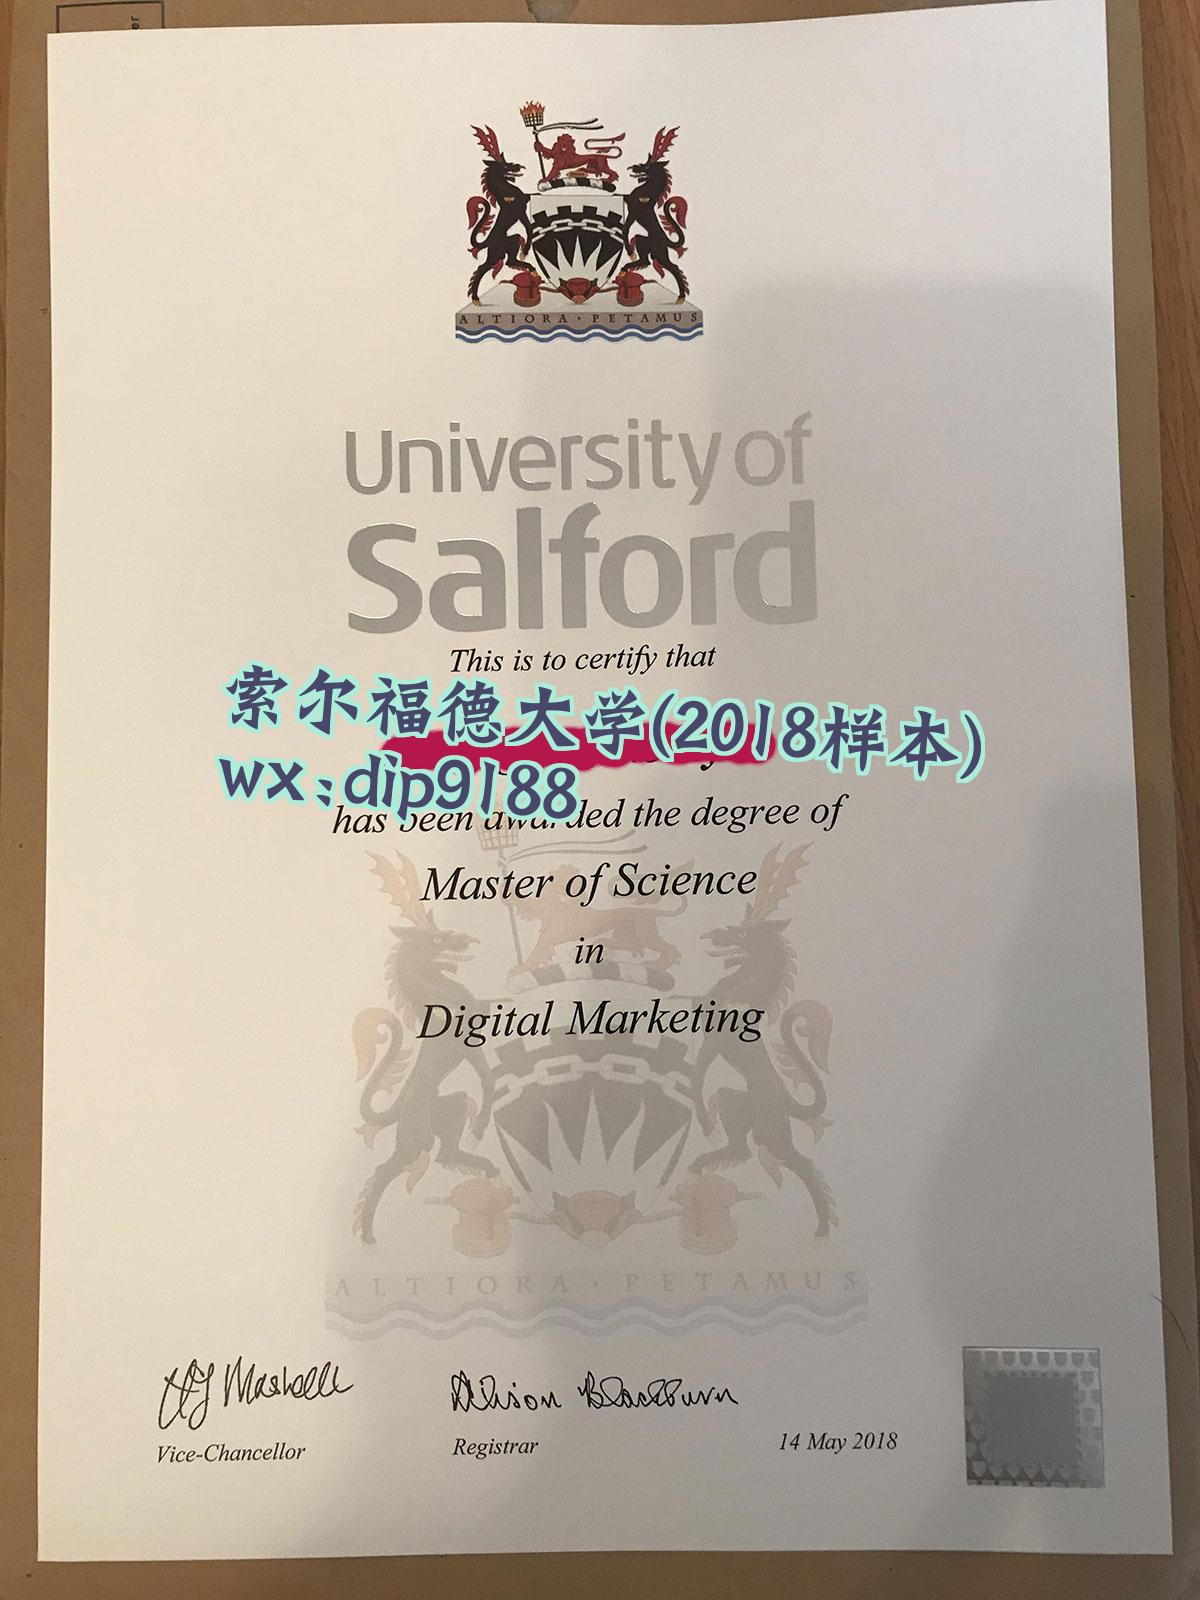 ALTIORA · PETAMUS
University of
Salford
This is to certify that
索尔福德大学(2018样本)
wx:dip9188
has been awarded the degree of
Master of Science
in
Digital Marketing
ALTIORA · PETAMUS
Alison Blackburn
Vice-Chancellor
Registrar
14 May 2018